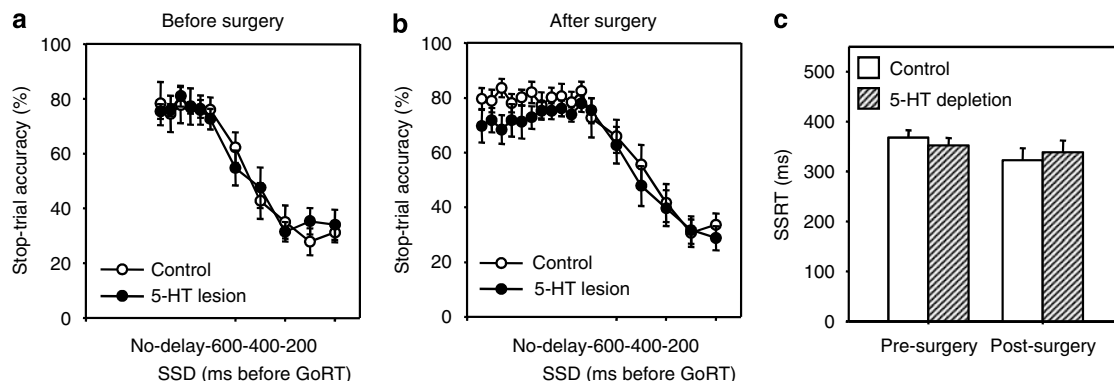 a
Before surgery
100
80
60
40
20
0
Stop-trial accuracy (%)
Control
5-HT lesion
No-delay-600-400-200
SSD (ms before GoRT)
b
After surgery
100
80
60
40
20
0
Stop-trial accuracy (%)
Control
5-HT lesion
No-delay-600-400-200
SSD (ms before GoRT)
c
500
400
300
200
100
0
SSRT (ms)
Control
5-HT depletion
Pre-surgery Post-surgery